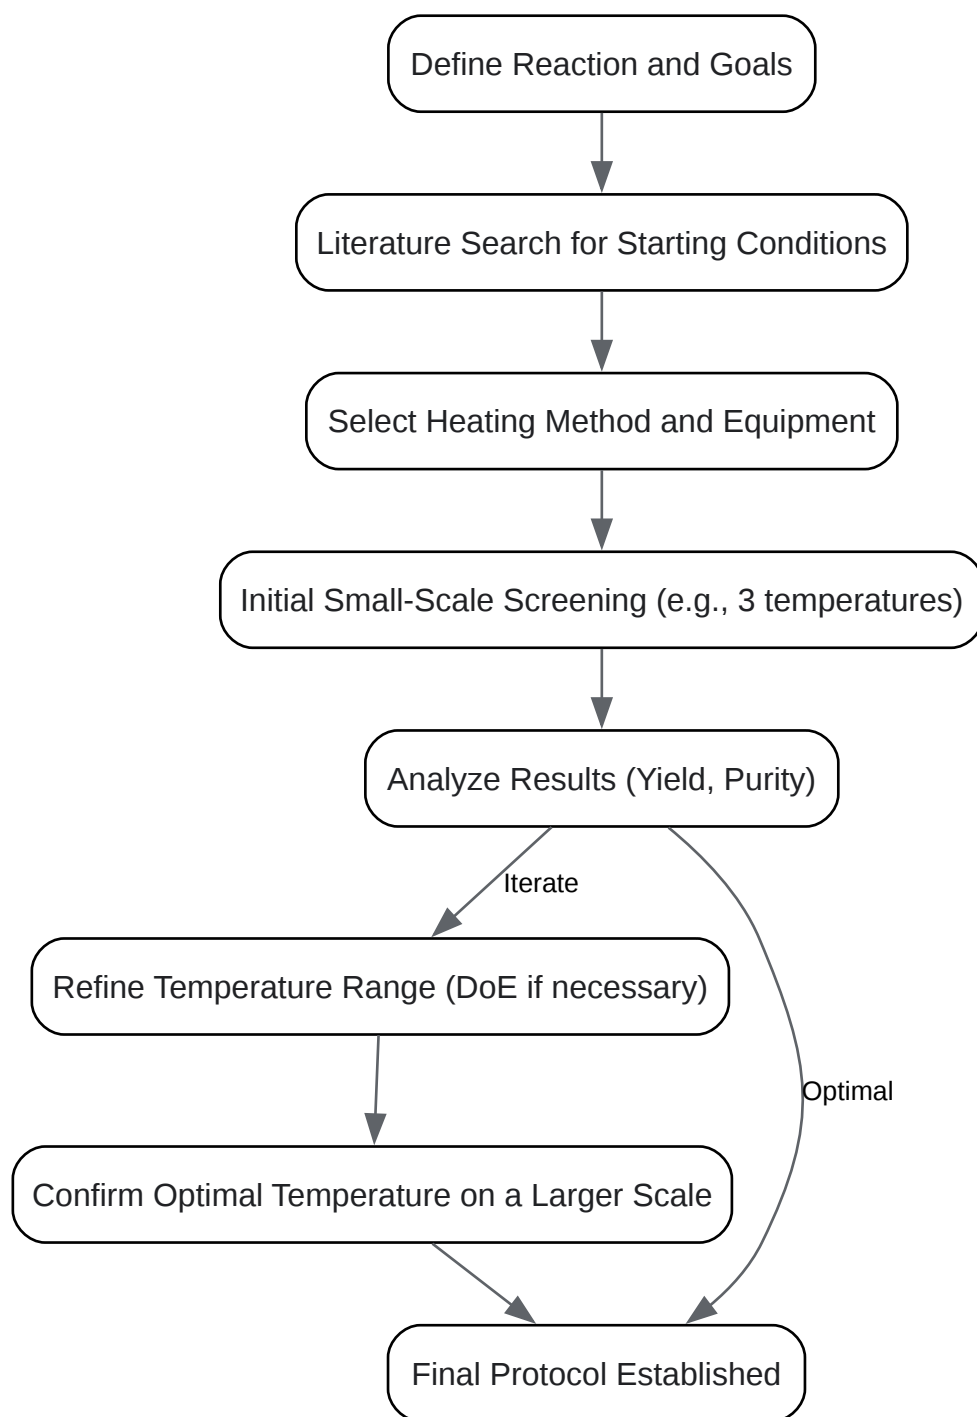 Define Reaction and Goals
Literature Search for Starting Conditions
Select Heating Method and Equipment
Initial Small-Scale Screening (e.g., 3 temperatures)
Analyze Results (Yield, Purity)
Iterate
Refine Temperature Range (DoE if necessary)
Optimal
Confirm Optimal Temperature on a Larger Scale
Final Protocol Established